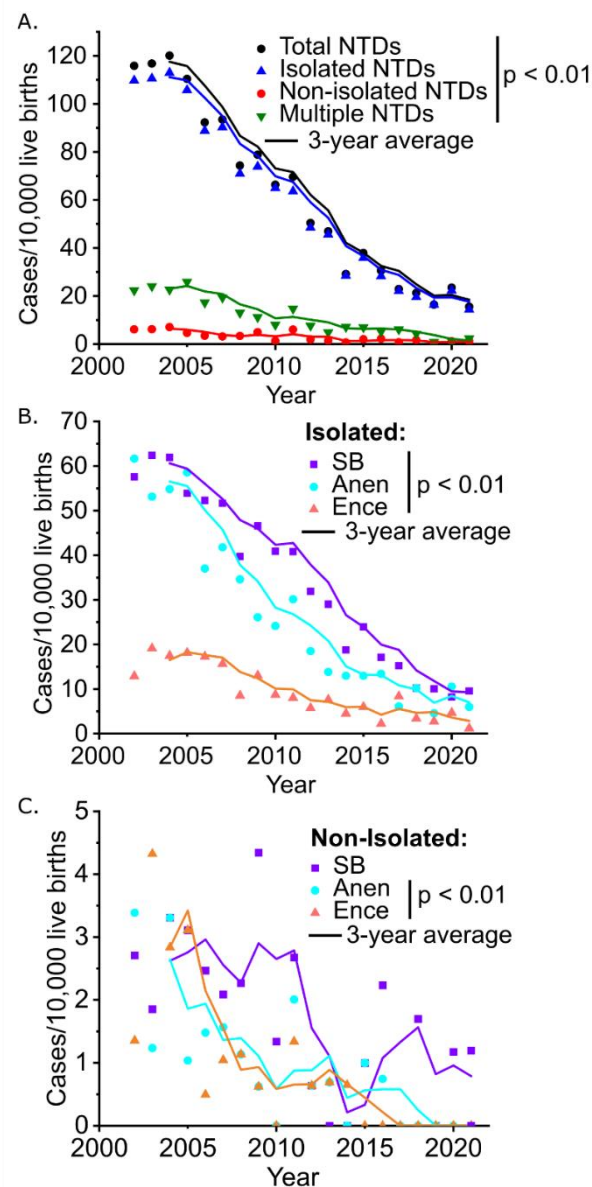 A.
Total NTDs
Isolated NTDs
Non-isolated NTDs
Multiple NTDs
3-year average
p < 0.01
Cases/10,000 live births
120
100
80
60
40
20
0
2000 2005 2010 2015 2020
Year
B.
Isolated:
SB
Anen
Ence
p < 0.01
3-year average
Cases/10,000 live births
70
60
50
40
30
20
10
0
2000 2005 2010 2015 2020
Year
C.
Non-Isolated:
SB
Anen
Ence
p < 0.01
3-year average
Cases/10,000 live births
5
4
3
2
1
0
2000 2005 2010 2015 2020
Year